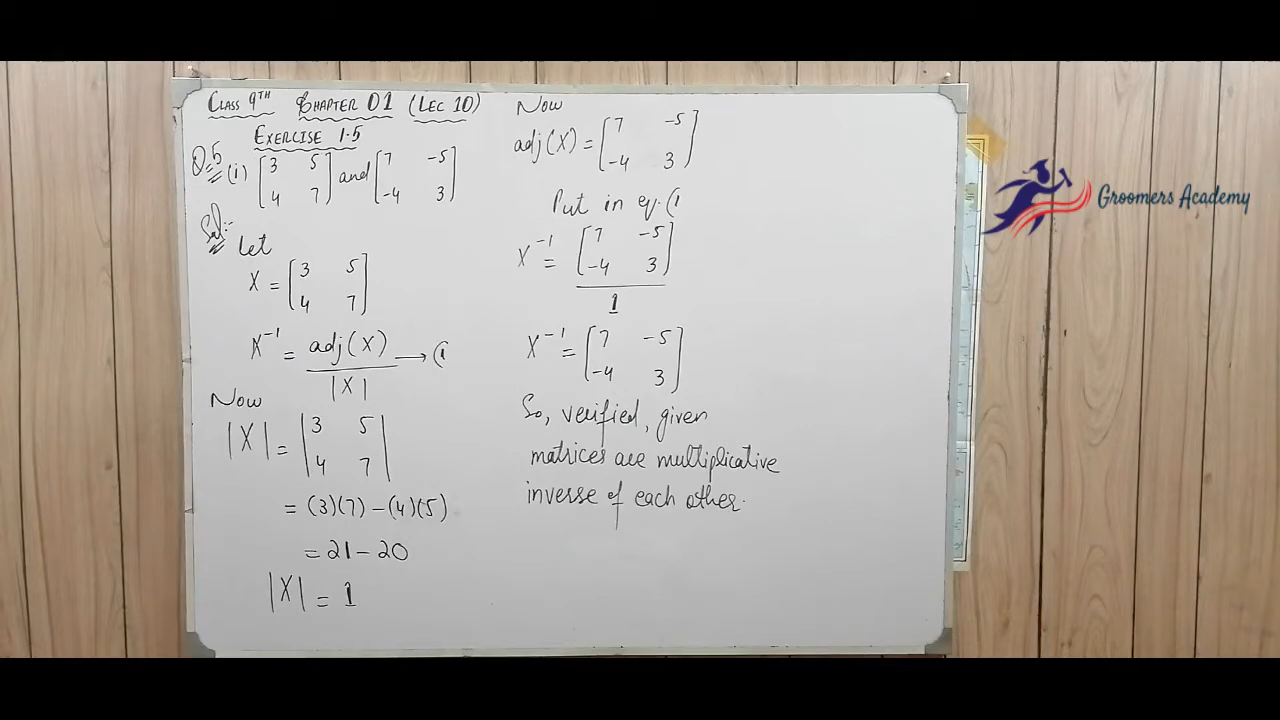 CLASS 9TH CHAPTER 01 (LEC 10)
EXERCISE 1.5
Q.5 (i) [3 5
4 7] and [7 -5
-4 3]
Sol:-
Let
X = [3 5
4 7]
X⁻¹ = adj(X) / |X| → (i
Now
|X| = |3 5
4 7|
= (3)(7) - (4)(5)
= 21 - 20
|X| = 1
Now
adj(X) = [7 -5
-4 3]
Put in eq.(1
X⁻¹ = [7 -5
-4 3]
1
X⁻¹ = [7 -5
-4 3]
So, verified, given
matrices are multiplicative
inverse of each other.
Groomers Academy